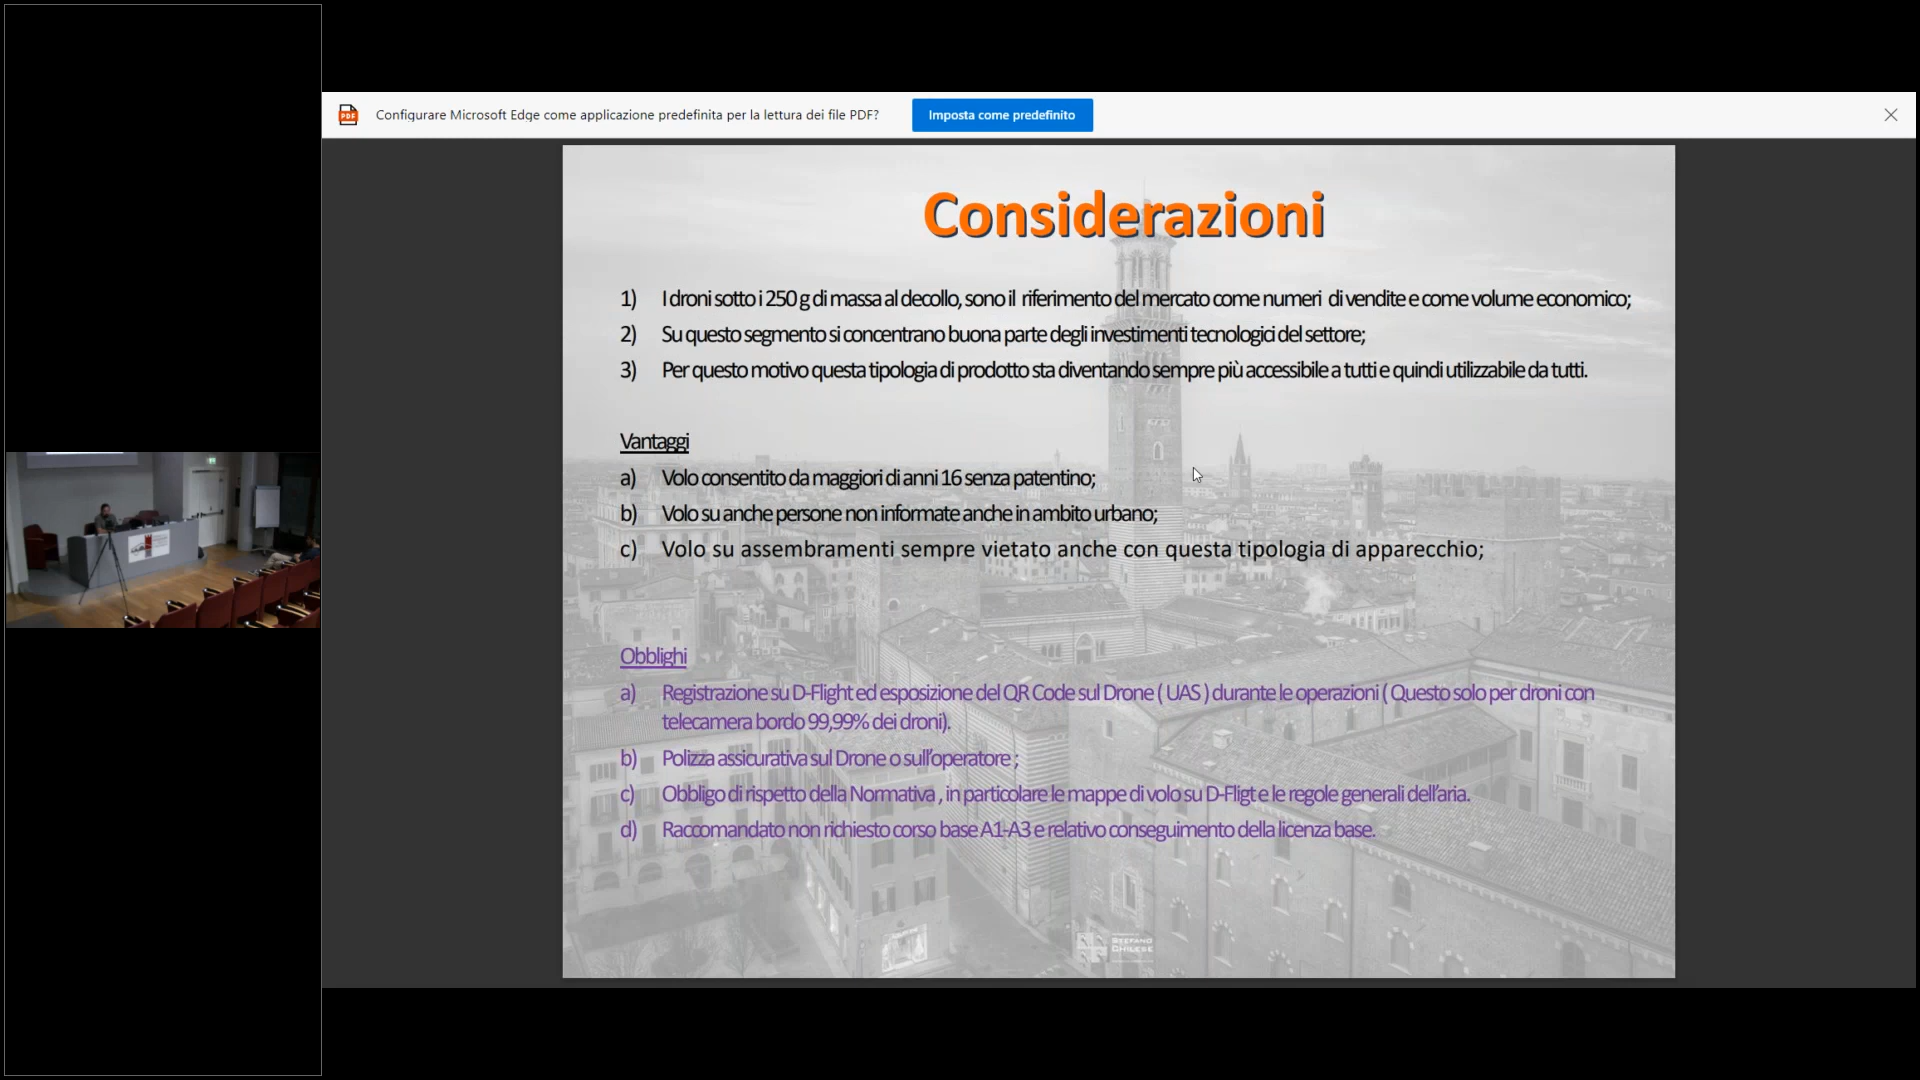 Configurare Microsoft Edge come applicazione predefinita per la lettura dei file PDF?
Imposta come predefinito
Considerazioni
1) I droni sotto i 250 g di massa al decollo, sono il riferimento del mercato come numeri di vendite e come volume economico;
2) Su questo segmento si concentrano buona parte degli investimenti tecnologici del settore;
3) Per questo motivo questa tipologia di prodotto sta diventando sempre più accessibile a tutti e quindi utilizzabile da tutti.
Vantaggi
a) Volo consentito da maggiori di anni 16 senza patentino;
b) Volo su anche persone non informate anche in ambito urbano;
c) Volo su assembramenti sempre vietato anche con questa tipologia di apparecchio;
Obblighi
a) Registrazione su D-Flight ed esposizione del QR Code sul Drone ( UAS ) durante le operazioni ( Questo solo per droni con
telecamera bordo 99,99% dei droni).
b) Polizza assicurativa sul Drone o sull'operatore ;
c) Obbligo di rispetto della Normativa , in particolare le mappe di volo su D-Fligt e le regole generali dell'aria.
d) Raccomandato non richiesto corso base A1-A3 e relativo conseguimento della licenza base.
STEFANO
CHILESE